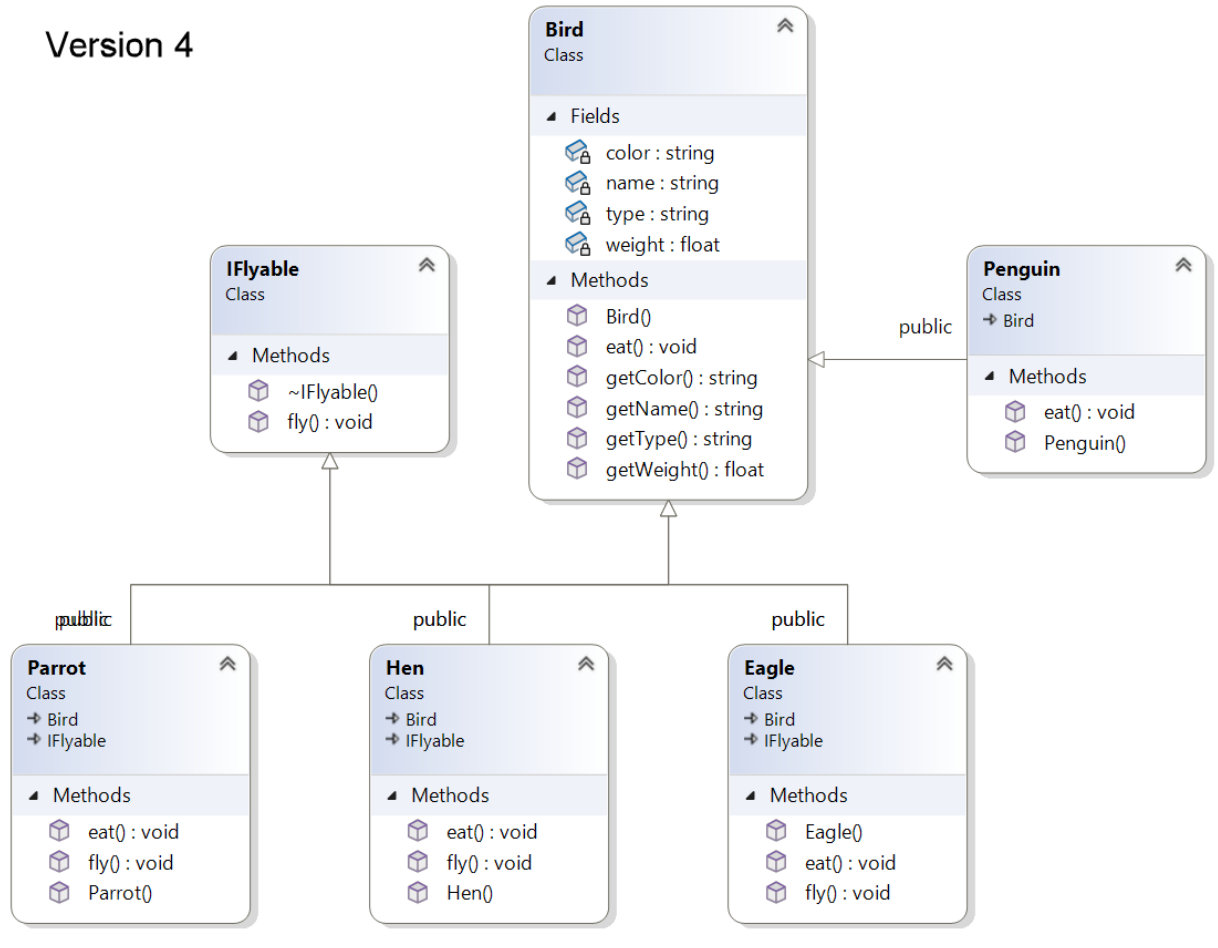 Version 4
Bird
Class
Fields
color : string
name : string
type : string
weight : float
Methods
Bird()
eat() : void
getColor() : string
getName() : string
getType() : string
getWeight() : float
IFlyable
Class
Methods
~IFlyable()
fly() : void
Penguin
Class
Bird
Methods
eat() : void
Penguin()
public
public
public
public
public
Parrot
Class
Bird
IFlyable
Methods
eat() : void
fly() : void
Parrot()
Hen
Class
Bird
IFlyable
Methods
eat() : void
fly() : void
Hen()
Eagle
Class
Bird
IFlyable
Methods
Eagle()
eat() : void
fly() : void